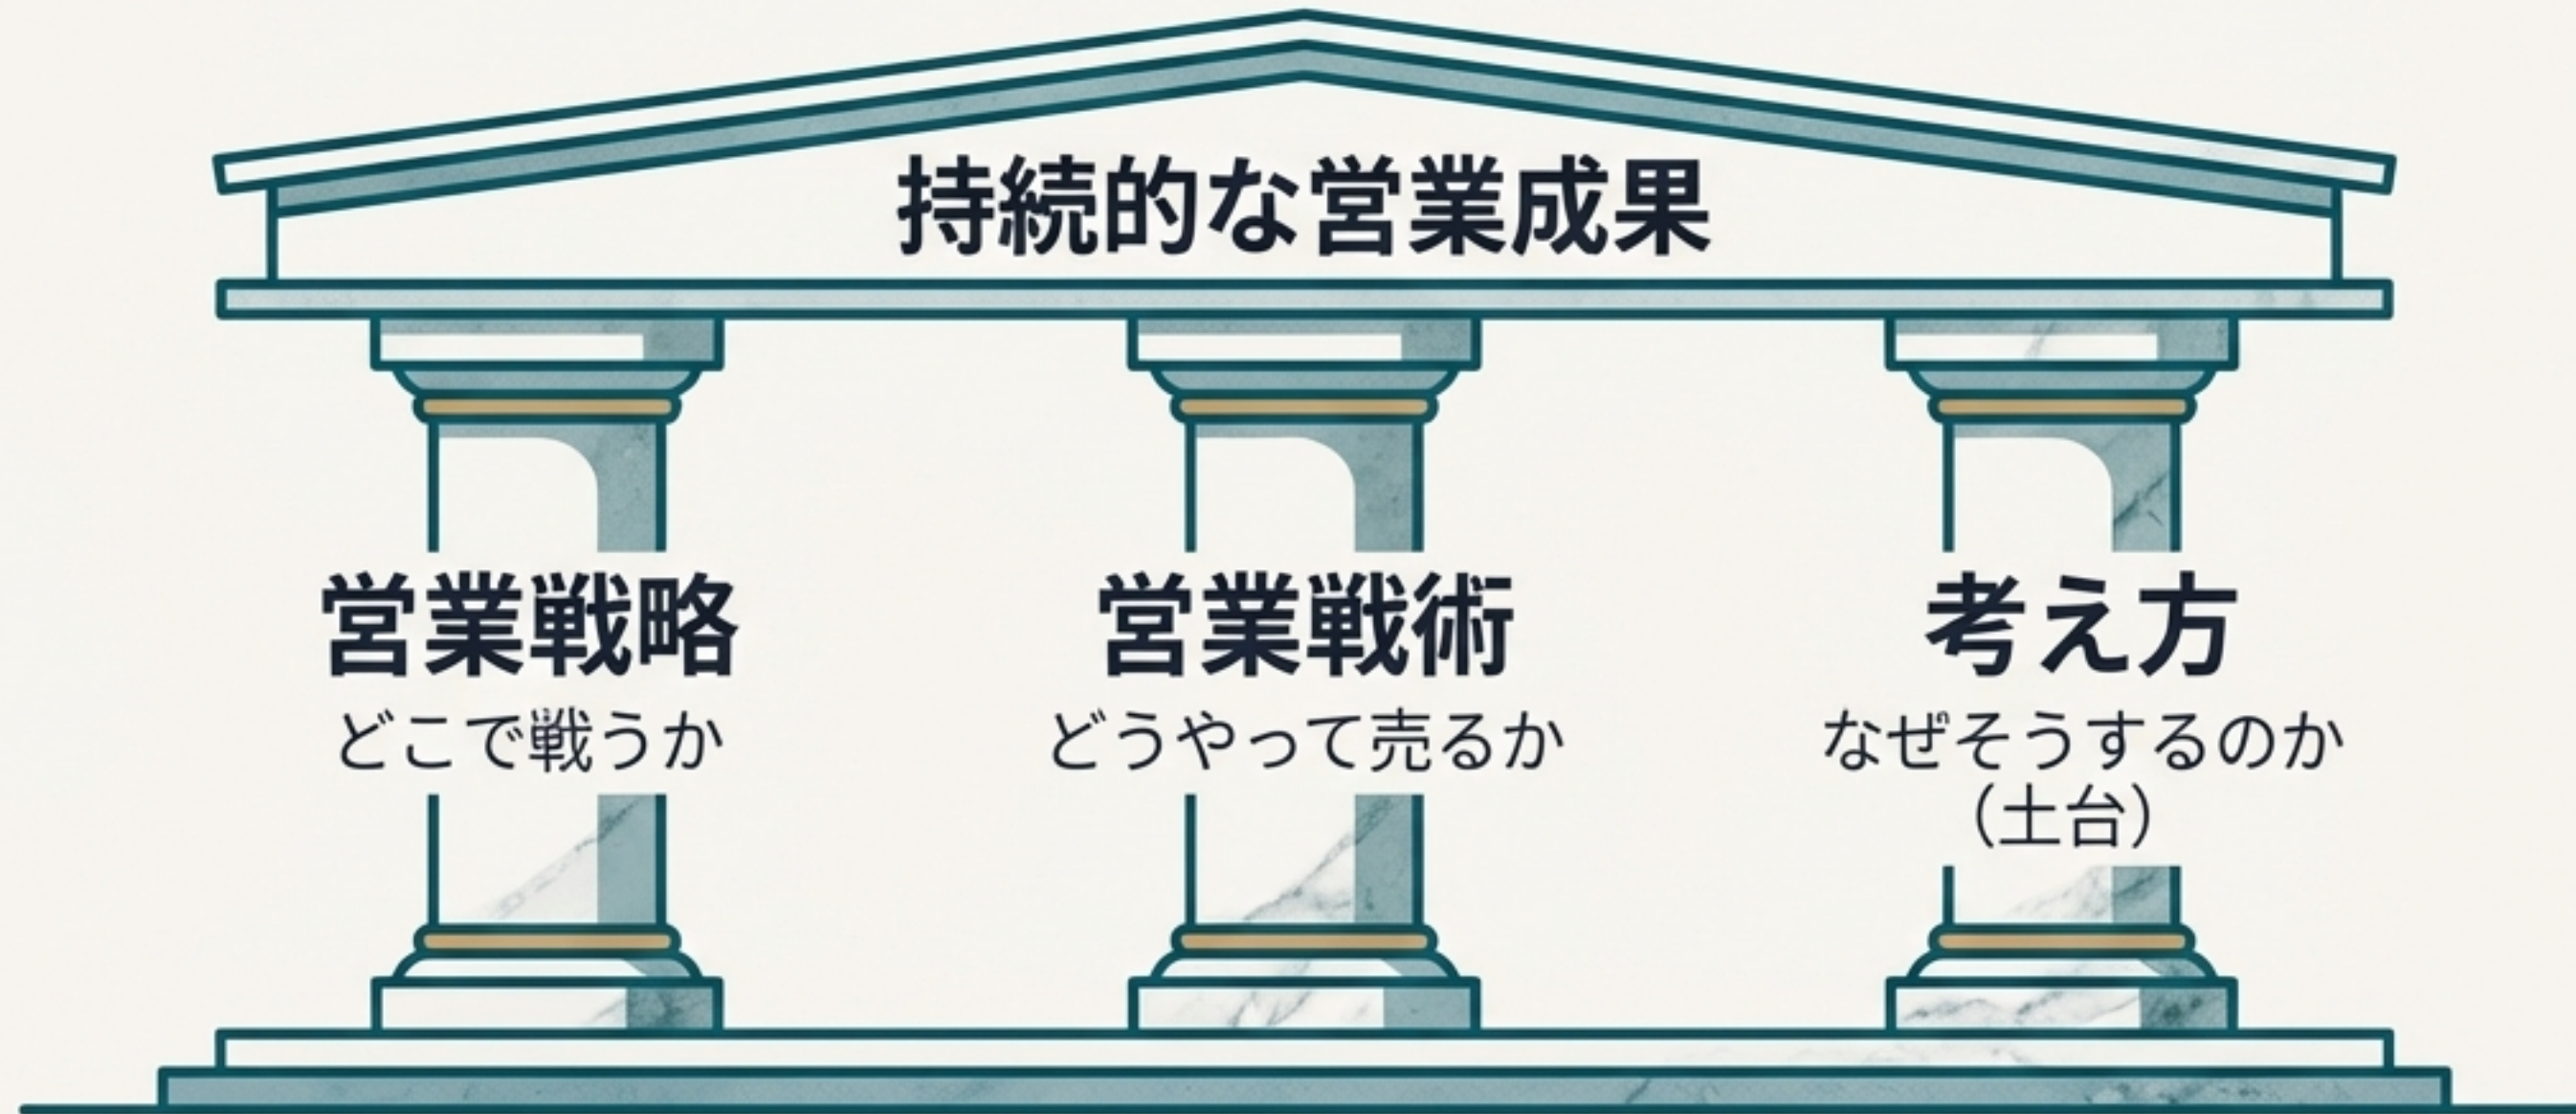 持続的な営業成果
営業戦略
どこで戦うか
営業戦術
どうやって売るか
考え方
なぜそうするのか
（土台）